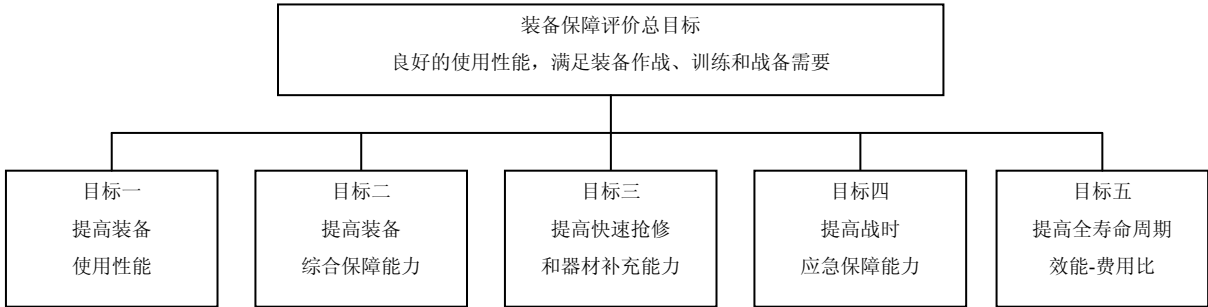 装备保障评价总目标
良好的使用性能，满足装备作战、训练和战备需要
目标一
提高装备
使用性能
目标二
提高装备
综合保障能力
目标三
提高快速抢修
和器材补充能力
目标四
提高战时
应急保障能力
目标五
提高全寿命周期
效能-费用比